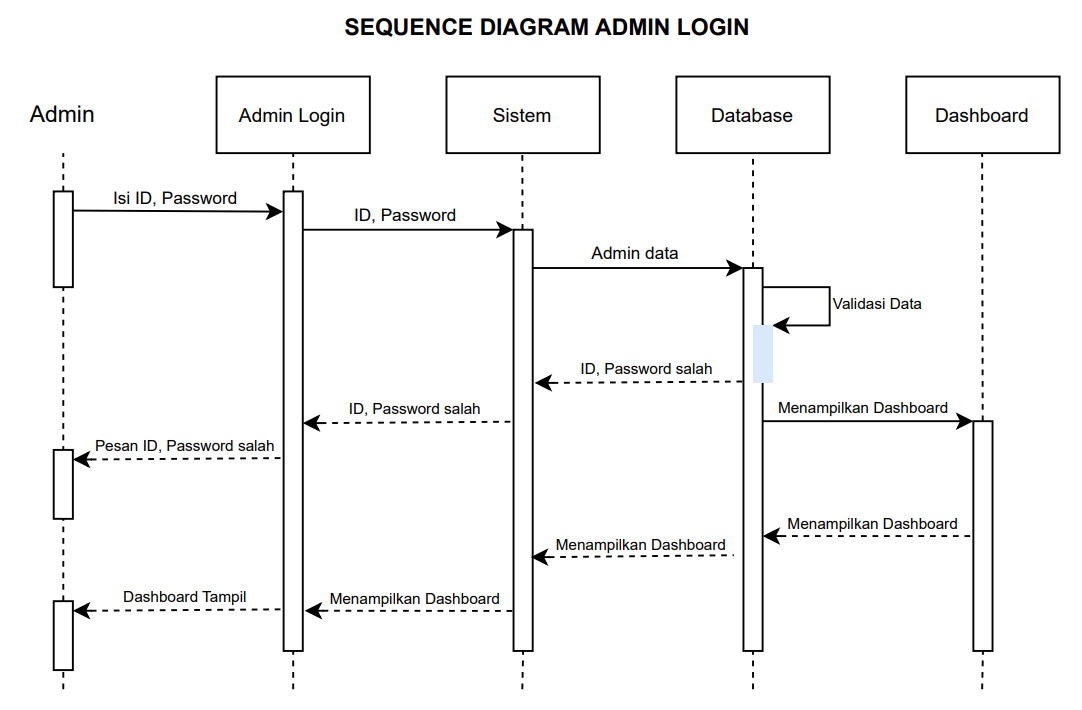 SEQUENCE DIAGRAM ADMIN LOGIN
Admin
Admin Login
Sistem
Database
Dashboard
Isi ID, Password
ID, Password
Admin data
Validasi Data
ID, Password salah
Menampilkan Dashboard
ID, Password salah
Pesan ID, Password salah
Menampilkan Dashboard
Menampilkan Dashboard
Dashboard Tampil
Menampilkan Dashboard